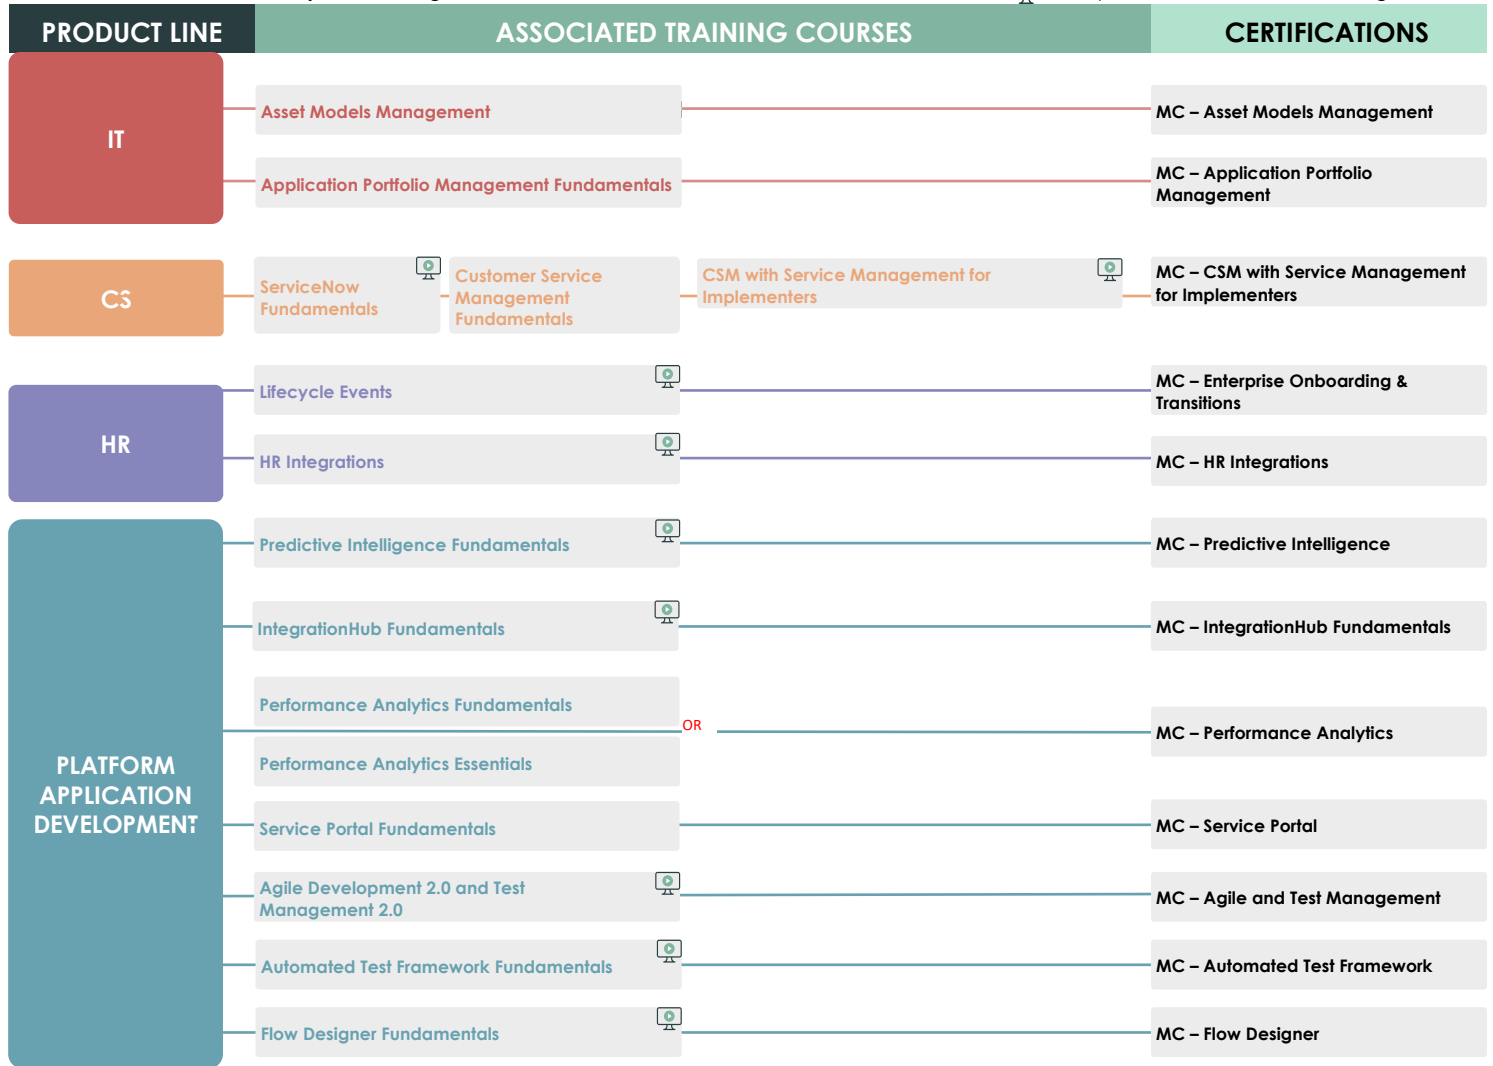 PRODUCT LINE
ASSOCIATED TRAINING COURSES
CERTIFICATIONS
IT
Asset Models Management
MC – Asset Models Management
Application Portfolio Management Fundamentals
MC – Application Portfolio
Management
CS
ServiceNow
Fundamentals
Customer Service
Management
Fundamentals
CSM with Service Management for
Implementers
MC – CSM with Service Management
for Implementers
HR
Lifecycle Events
MC – Enterprise Onboarding &
Transitions
HR Integrations
MC – HR Integrations
PLATFORM
APPLICATION
DEVELOPMENT
Predictive Intelligence Fundamentals
MC – Predictive Intelligence
IntegrationHub Fundamentals
MC – IntegrationHub Fundamentals
Performance Analytics Fundamentals
OR
Performance Analytics Essentials
MC – Performance Analytics
Service Portal Fundamentals
MC – Service Portal
Agile Development 2.0 and Test
Management 2.0
MC – Agile and Test Management
Automated Test Framework Fundamentals
MC – Automated Test Framework
Flow Designer Fundamentals
MC – Flow Designer